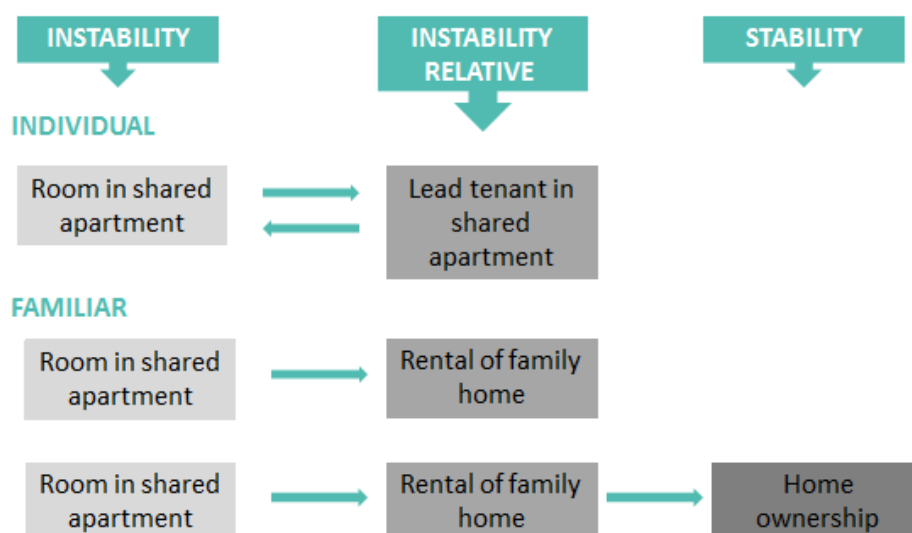 INSTABILITY
INSTABILITY
RELATIVE
STABILITY
INDIVIDUAL
Room in shared
apartment
Lead tenant in
shared
apartment
FAMILIAR
Room in shared
apartment
Rental of family
home
Room in shared
apartment
Rental of family
home
Home
ownership